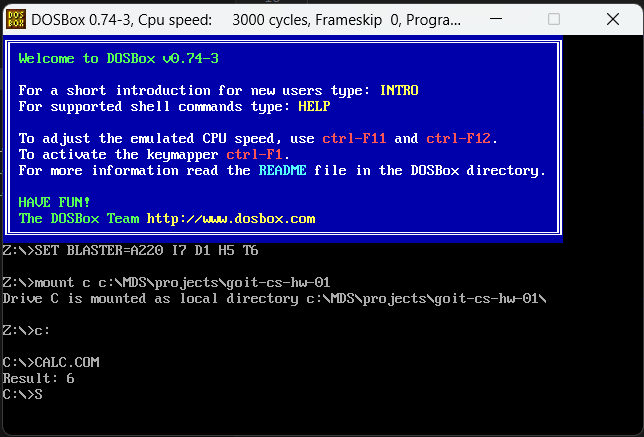 DOSBox 0.74-3, Cpu speed:    3000 cycles, Frameskip  0, Progra...
Welcome to DOSBox v0.74-3
For a short introduction for new users type: INTRO
For supported shell commands type: HELP
To adjust the emulated CPU speed, use ctrl-F11 and ctrl-F12.
To activate the keymapper ctrl-F1.
For more information read the README file in the DOSBox directory.
HAVE FUN!
The DOSBox Team http://www.dosbox.com
Z:\>SET BLASTER=A220 I7 D1 H5 T6
Z:\>mount c c:\MDS\projects\goit-cs-hw-01
Drive C is mounted as local directory c:\MDS\projects\goit-cs-hw-01\
Z:\>c:
C:\>CALC.COM
Result: 6
C:\>S